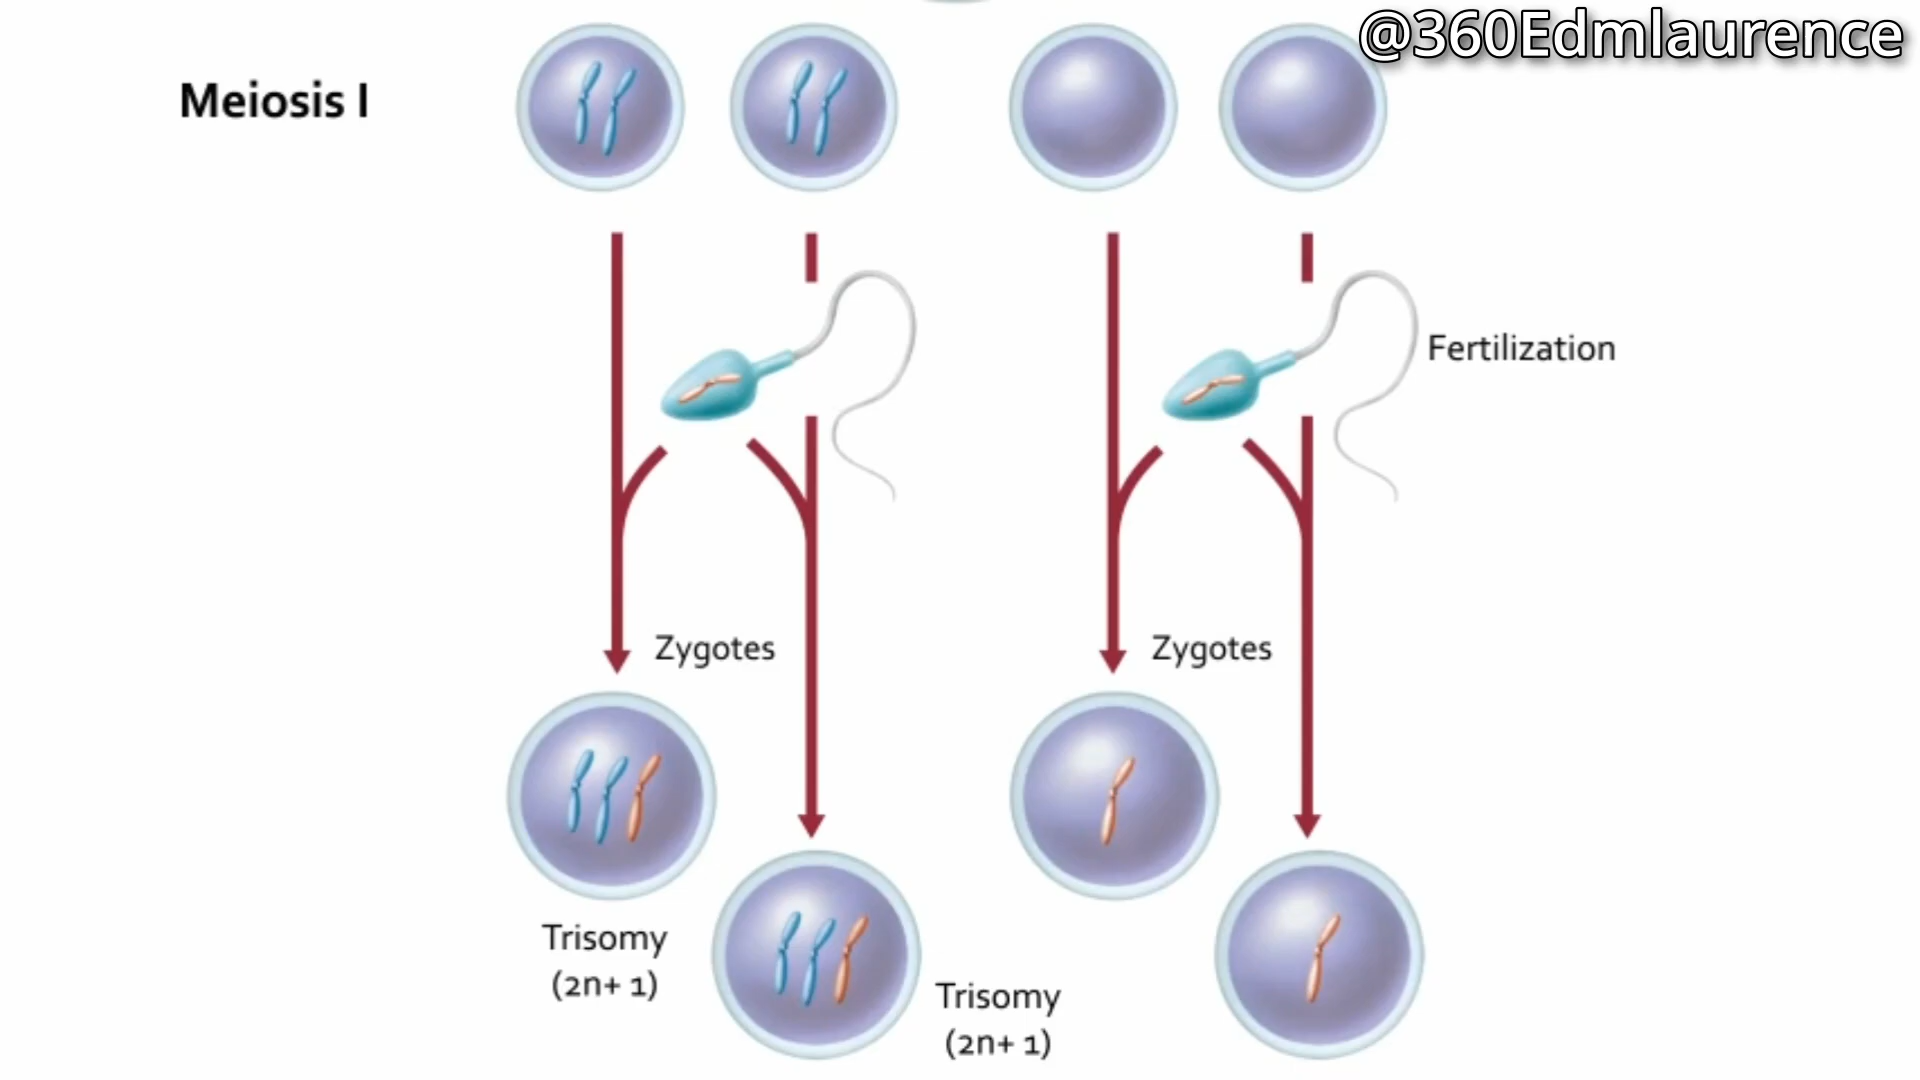 @360Edmlaurence
Meiosis I
Fertilization
Zygotes
Zygotes
Trisomy
(2n+ 1)
Trisomy
(2n+ 1)